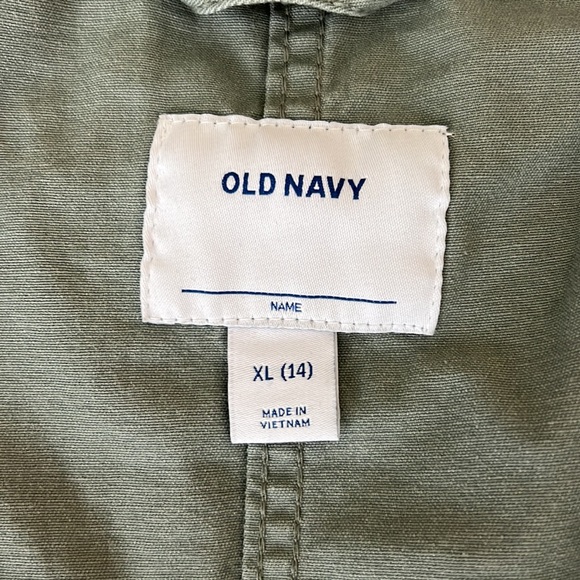 OLD NAVY
NAME
XL (14)
MADE IN
VIETNAM